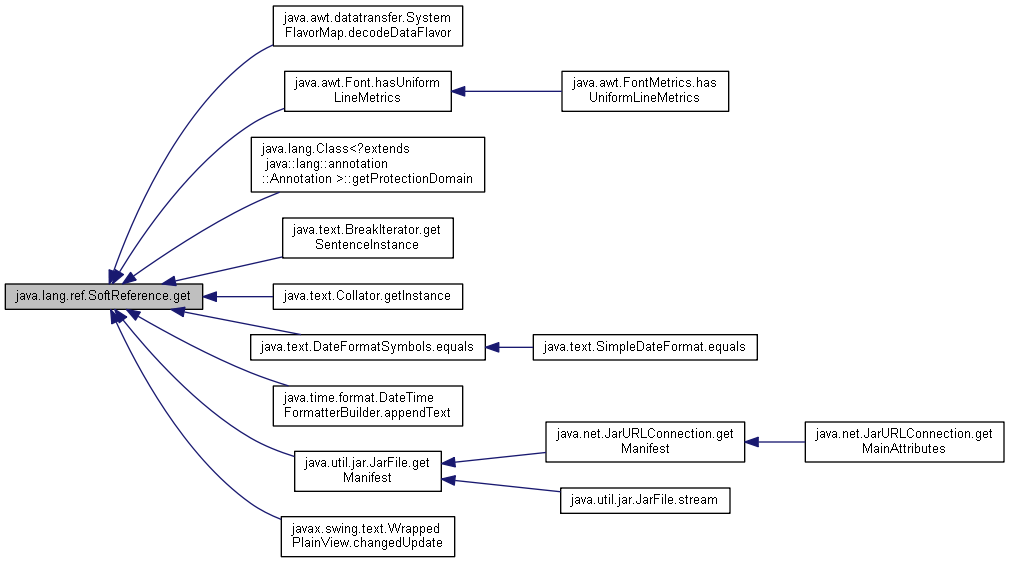 java.awt.datatransfer.System
FlavorMap.decodeDataFlavor
java.awt.Font.hasUniform
LineMetrics
java.awt.FontMetrics.has
UniformLineMetrics
java.lang.Class<?extends
java::lang::annotation
::Annotation >::getProtectionDomain
java.text.BreakIterator.get
SentenceInstance
java.lang.ref.SoftReference.get
java.text.Collator.getInstance
java.text.DateFormatSymbols.equals
java.text.SimpleDateFormat.equals
java.time.format.DateTime
FormatterBuilder.appendText
java.util.jar.JarFile.get
Manifest
java.net.JarURLConnection.get
Manifest
java.net.JarURLConnection.get
MainAttributes
java.util.jar.JarFile.stream
javax.swing.text.Wrapped
PlainView.changedUpdate